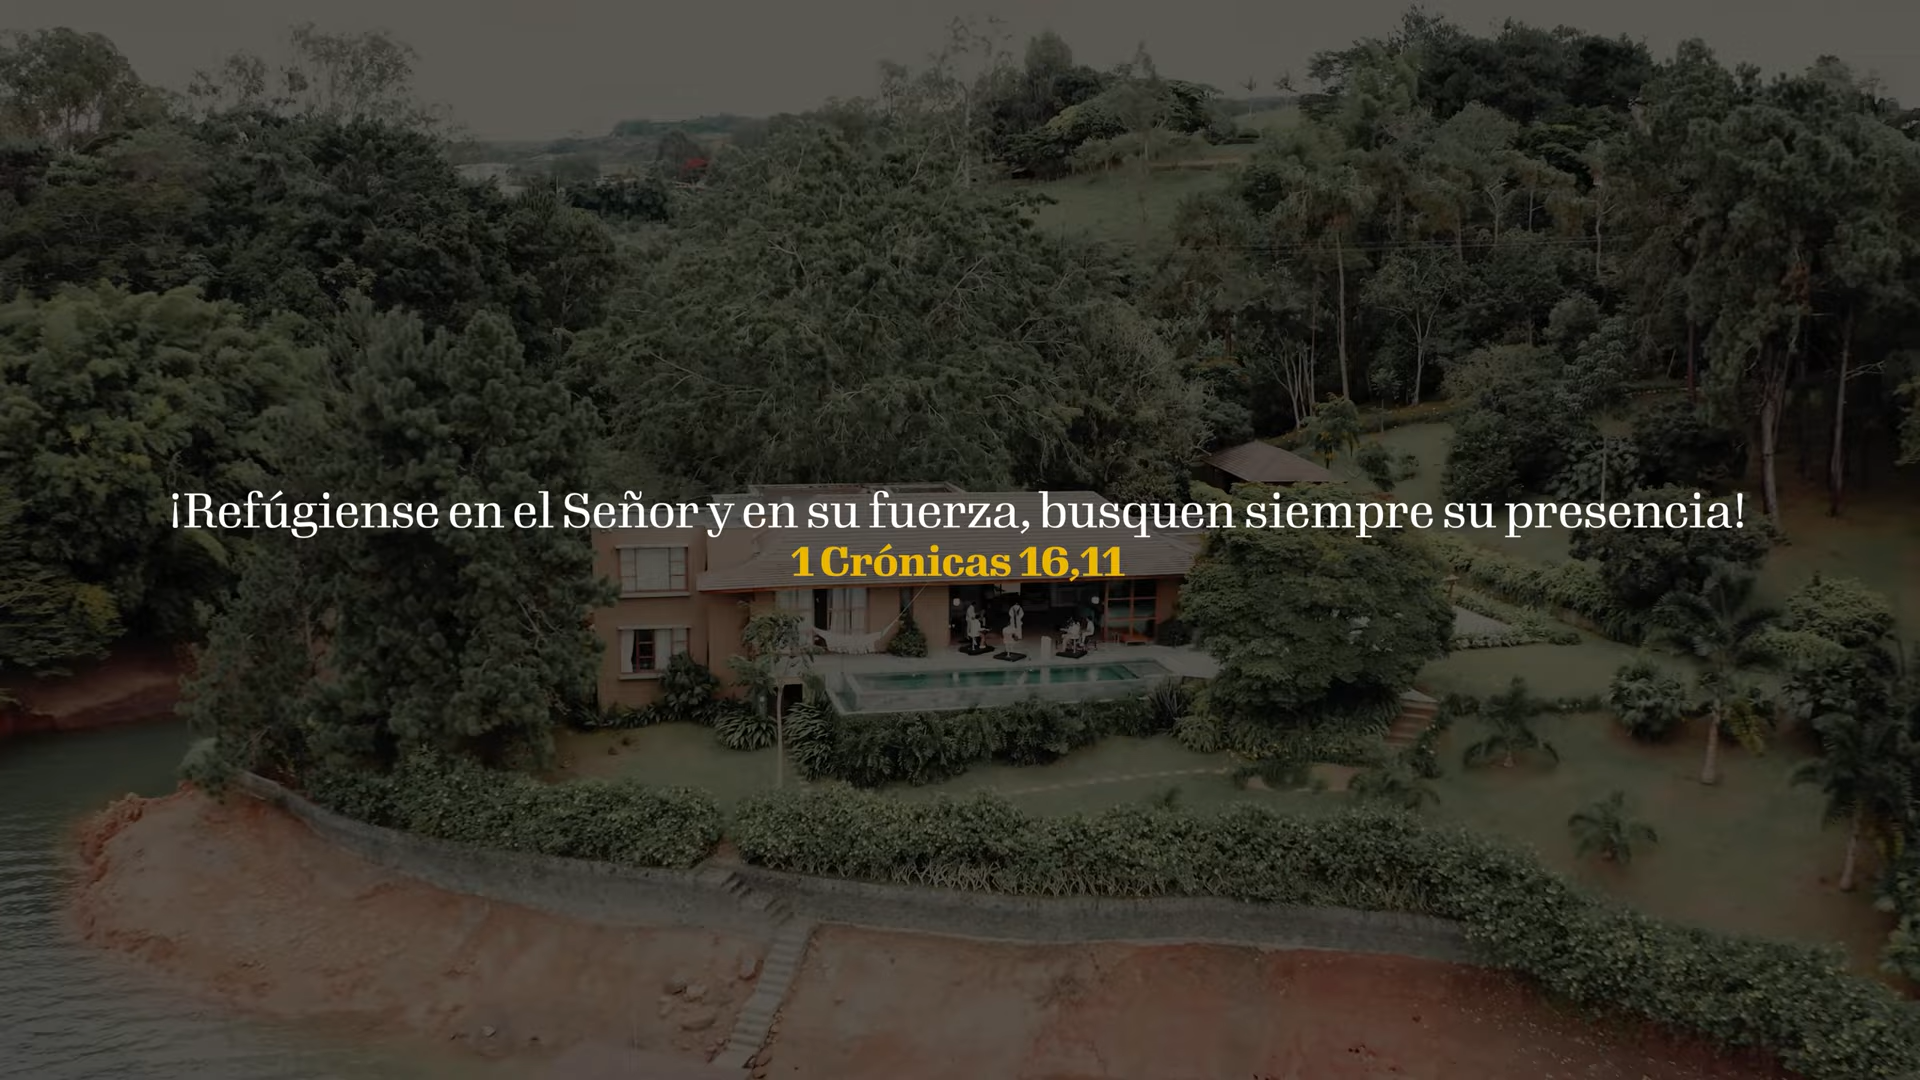 ¡Refúgiense en el Señor y en su fuerza, busquen siempre su presencia!
1 Crónicas 16,11